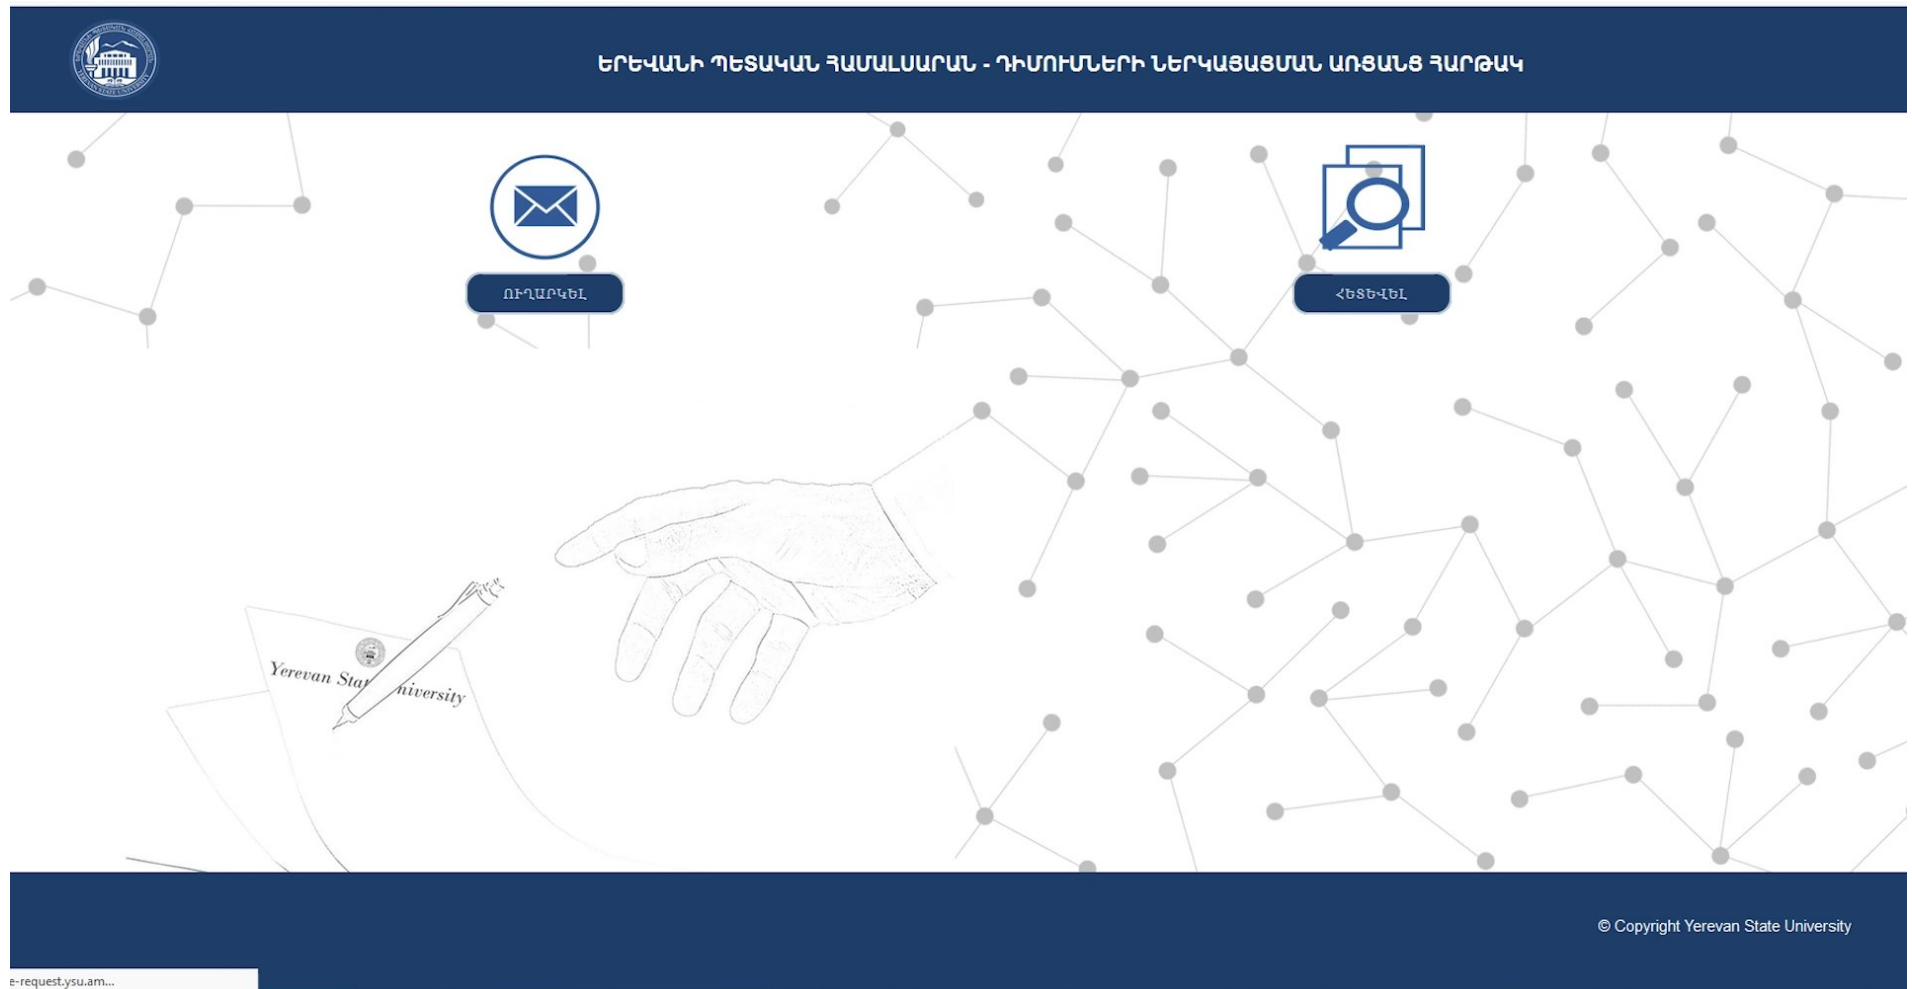 ԵՐԵՎԱՆԻ ՊԵՏԱԿԱՆ ՀԱՄԱԼՍԱՐԱՆ - ԴԻՄՈՒՄՆԵՐԻ ՆԵՐԿԱՅԱՑՄԱՆ ԱՌՑԱՆՑ ՀԱՐԹԱԿ
ՈՒՂԱՐԿԵԼ
ՀԵՏԵՎԵԼ
Yerevan State University
© Copyright Yerevan State University
e-request.ysu.am...